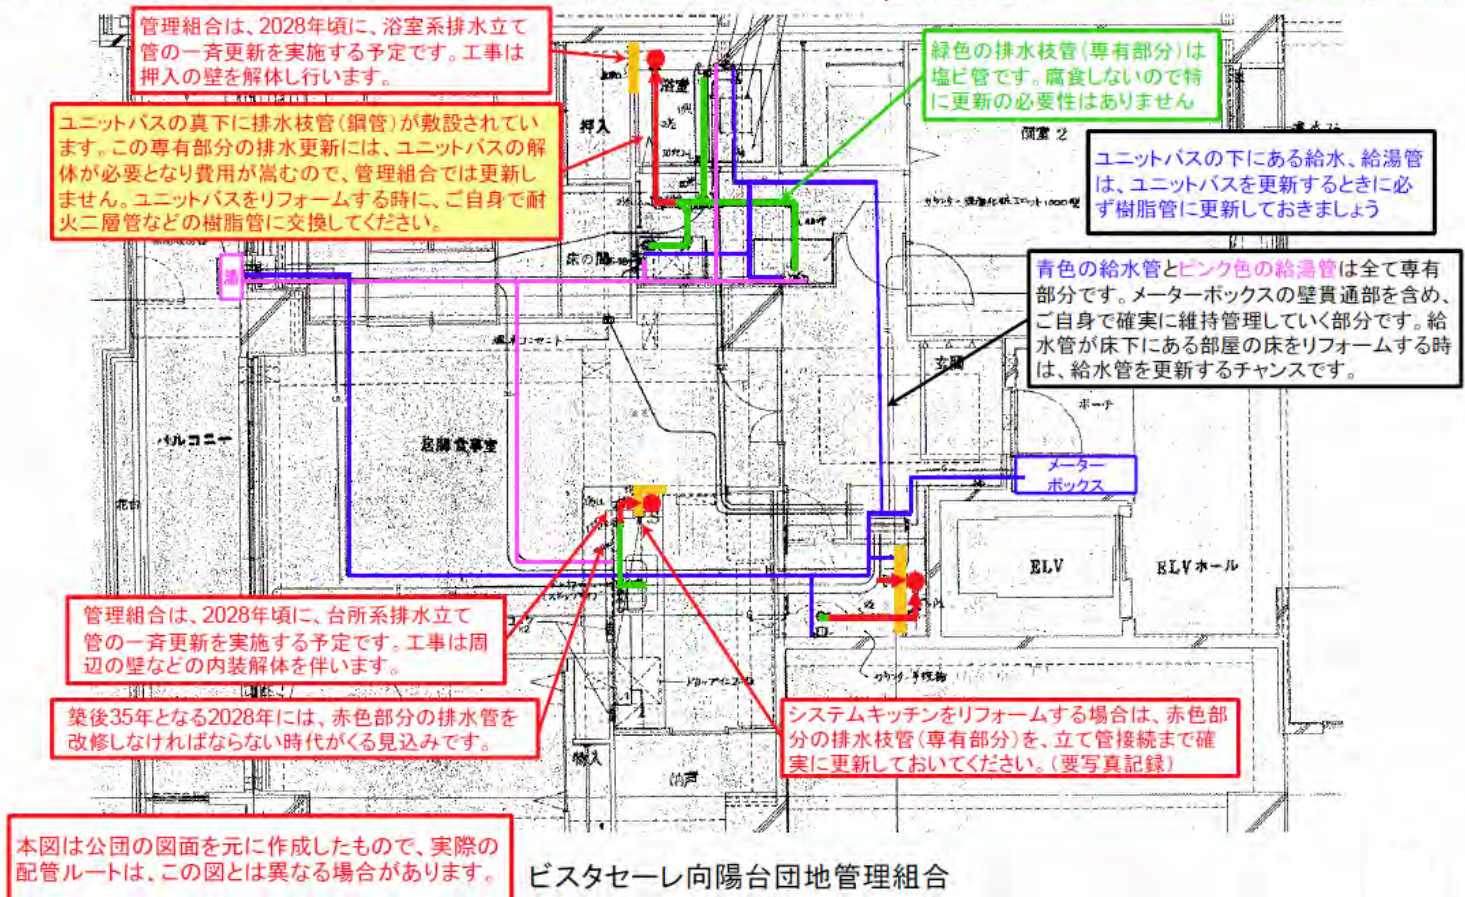 管理組合は、2028年頃に、浴室系排水立て
管の一斉更新を実施する予定です。工事は
押入の壁を解体し行います。
緑色の排水枝管（専有部分）は
塩ビ管です。腐食しないので特
に更新の必要性はありません
浴室
押入
個室2
ユニットバスの真下に排水枝管（鋼管）が敷設されてい
ます。この専有部分の排水更新には、ユニットバスの解
体が必要となり費用が嵩むので、管理組合では更新し
ません。ユニットバスをリフォームする時に、ご自身で耐
火二層管などの樹脂管に交換してください。
ユニットバスの下にある給水、給湯管
は、ユニットバスを更新するときに必
ず樹脂管に更新しておきましょう
床の間
湯
青色の給水管とピンク色の給湯管は全て専有
部分です。メーターボックスの壁貫通部を含め、
ご自身で確実に維持管理していく部分です。給
水管が床下にある部屋の床をリフォームする時
は、給水管を更新するチャンスです。
玄関
ポーチ
バルコニー
居間食事室
メーター
ボックス
花台
ELV
ELVホール
管理組合は、2028年頃に、台所系排水立て
管の一斉更新を実施する予定です。工事は周
辺の壁などの内装解体を伴います。
築後35年となる2028年には、赤色部分の排水管を
改修しなければならない時代がくる見込みです。
システムキッチンをリフォームする場合は、赤色部
分の排水枝管（専有部分）を、立て管接続まで確
実に更新しておいてください。（要写真記録）
物入
納戸
本図は公団の図面を元に作成したもので、実際の
配管ルートは、この図とは異なる場合があります。
ビスタセーレ向陽台団地管理組合